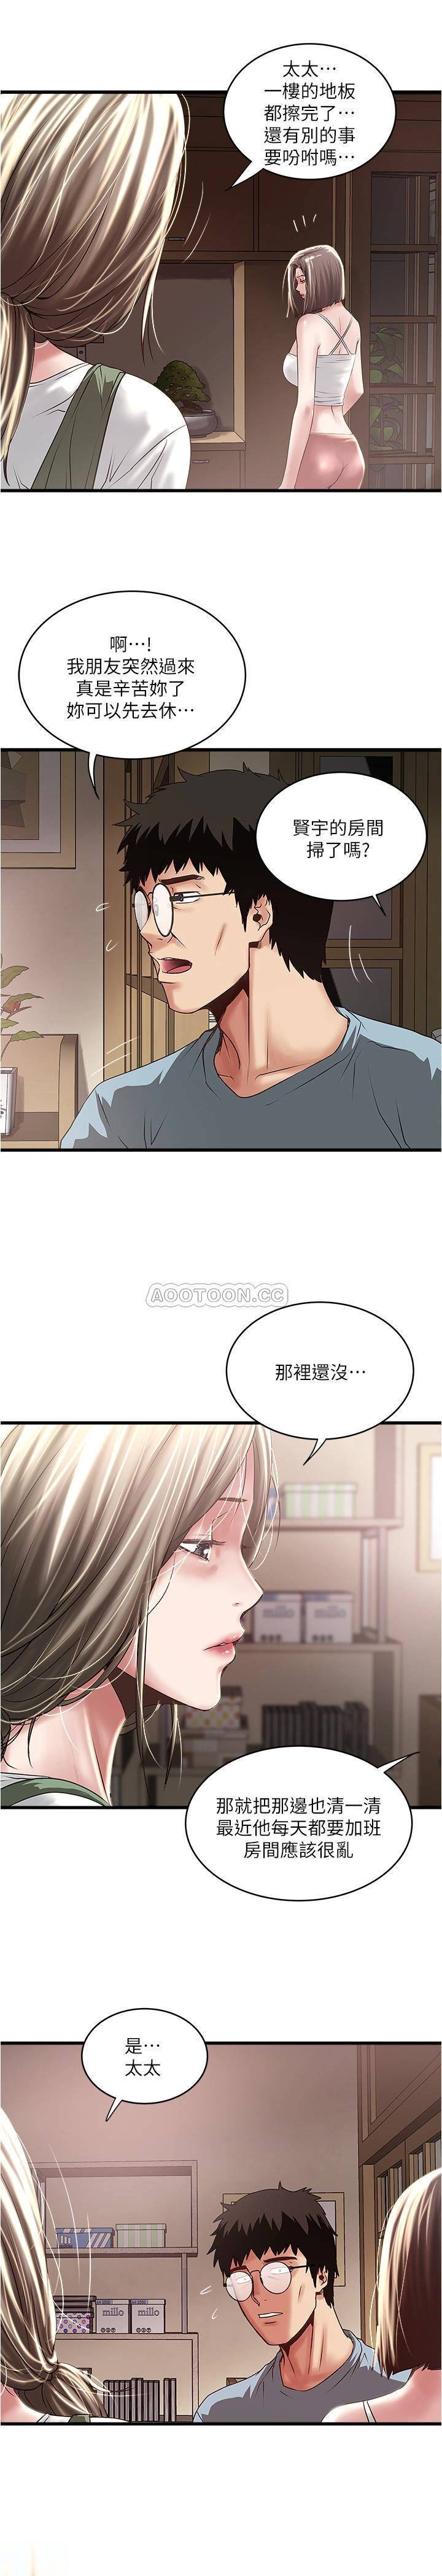 太太…
一樓的地板
都擦完了…
還有別的事
要吩咐嗎…
啊…!
我朋友突然過來
真是辛苦妳了
妳可以先去休…
賢宇的房間
掃了嗎?
AOOTOON.CC
那裡還沒…
那就把那邊也清一清
最近他每天都要加班
房間應該很亂
是…
太太
millo
millo